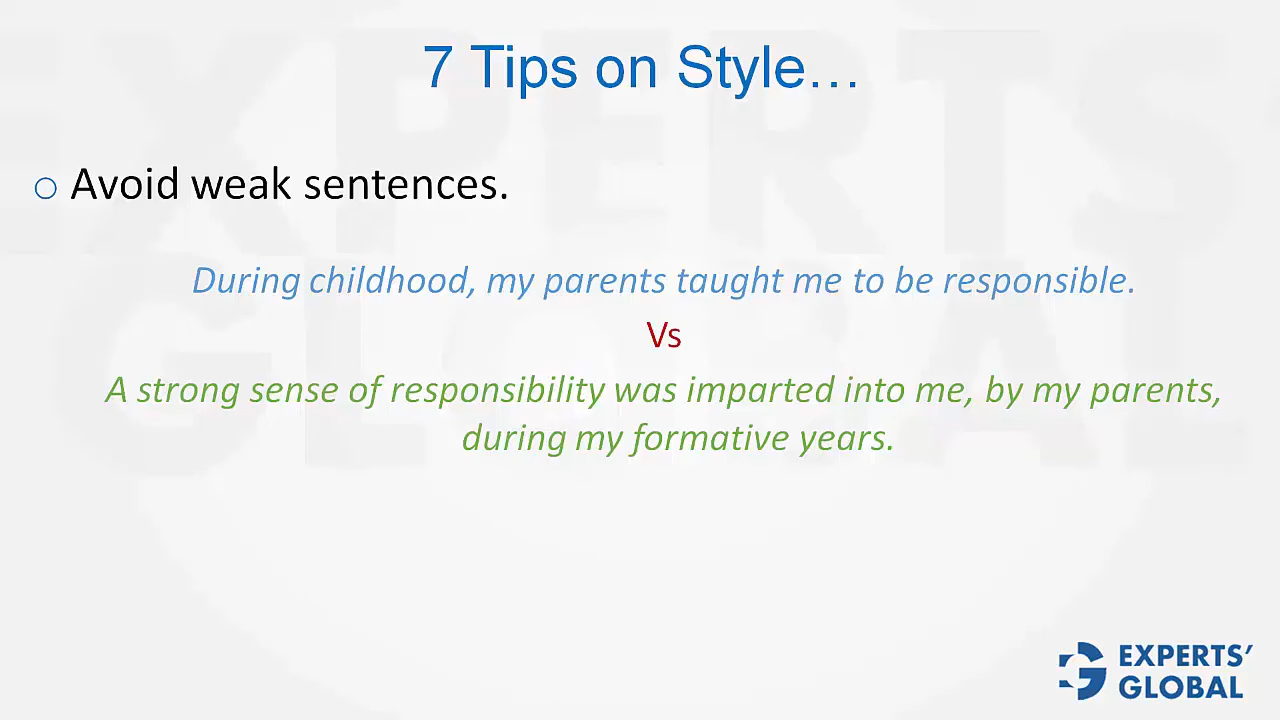 7 Tips on Style…
o Avoid weak sentences.
During childhood, my parents taught me to be responsible.
Vs
A strong sense of responsibility was imparted into me, by my parents,
during my formative years.
EXPERTS’
GLOBAL